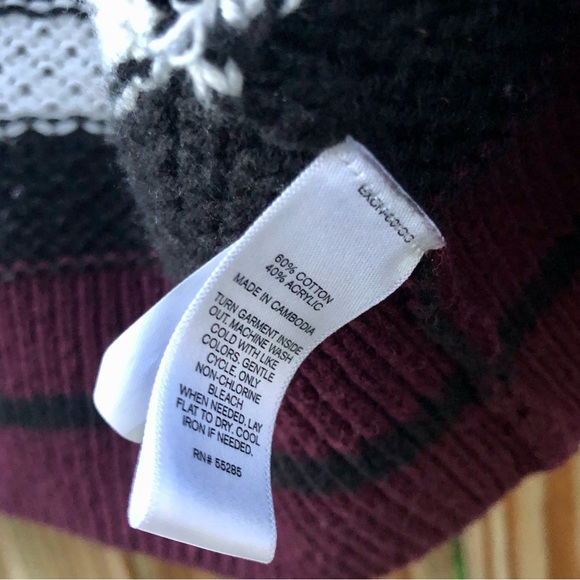 60% COTTON
40% ACRYLIC
MADE IN CAMBODIA
TURN GARMENT INSIDE
OUT. MACHINE WASH
COLD WITH LIKE
COLORS. GENTLE
CYCLE. ONLY
NON-CHLORINE
BLEACH
WHEN NEEDED. LAY
FLAT TO DRY. COOL
IRON IF NEEDED.
RN# 55285